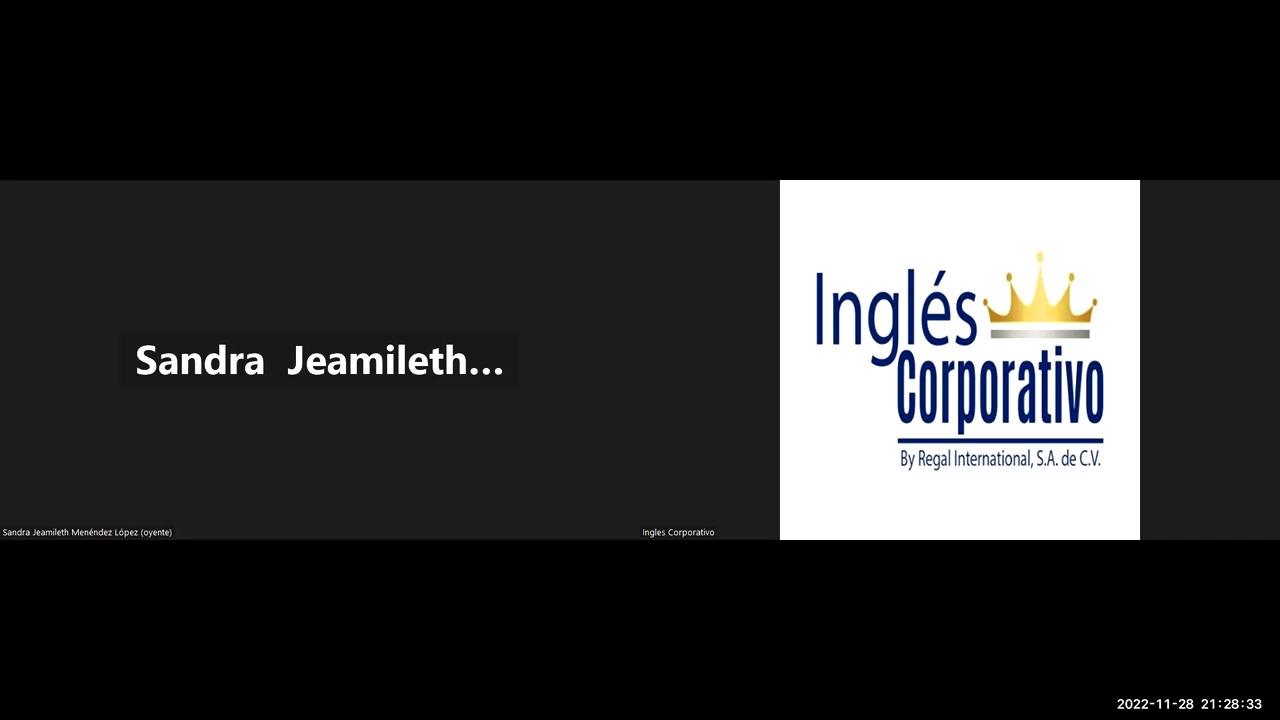 Sandra Jeamileth...
Sandra Jeamileth Menéndez López (oyente)
Inglés
Corporativo
By Regal International, S.A. de C.V.
Ingles Corporativo
2022-11-28 21:28:33